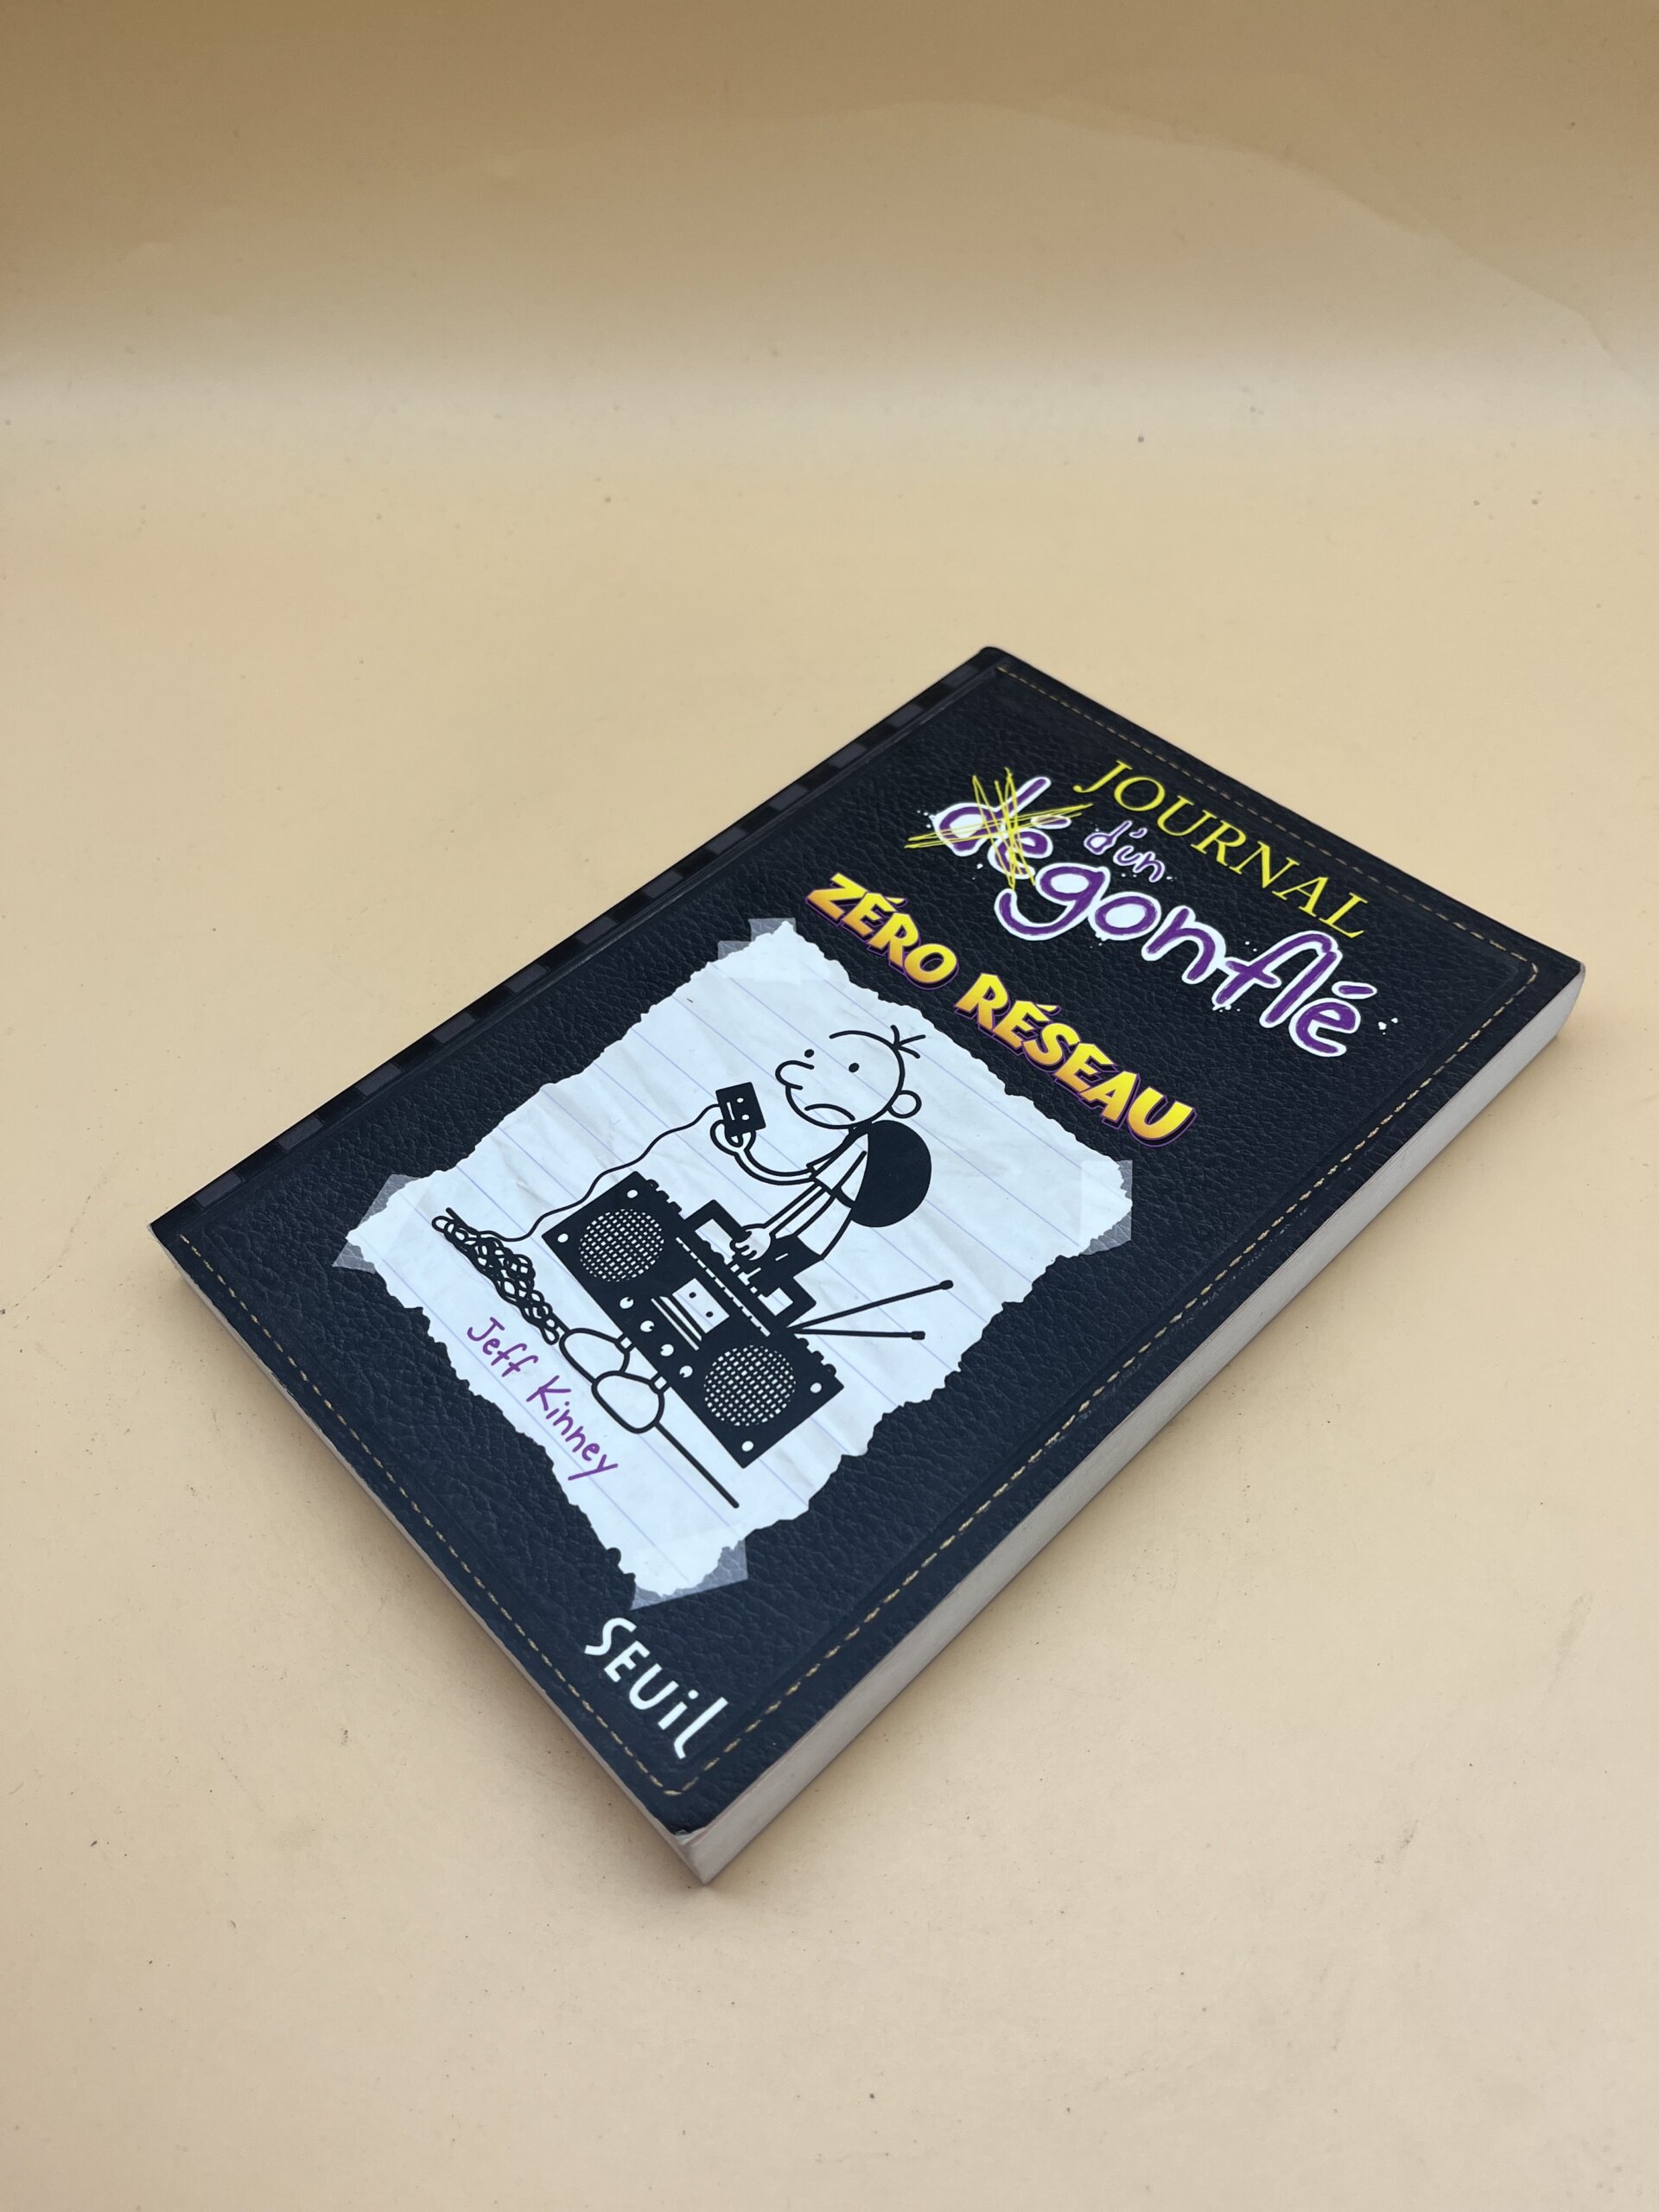 JOURNAL
d'un
dégonflé
ZÉRO RÉSEAU
Jeff Kinney
SEUiL